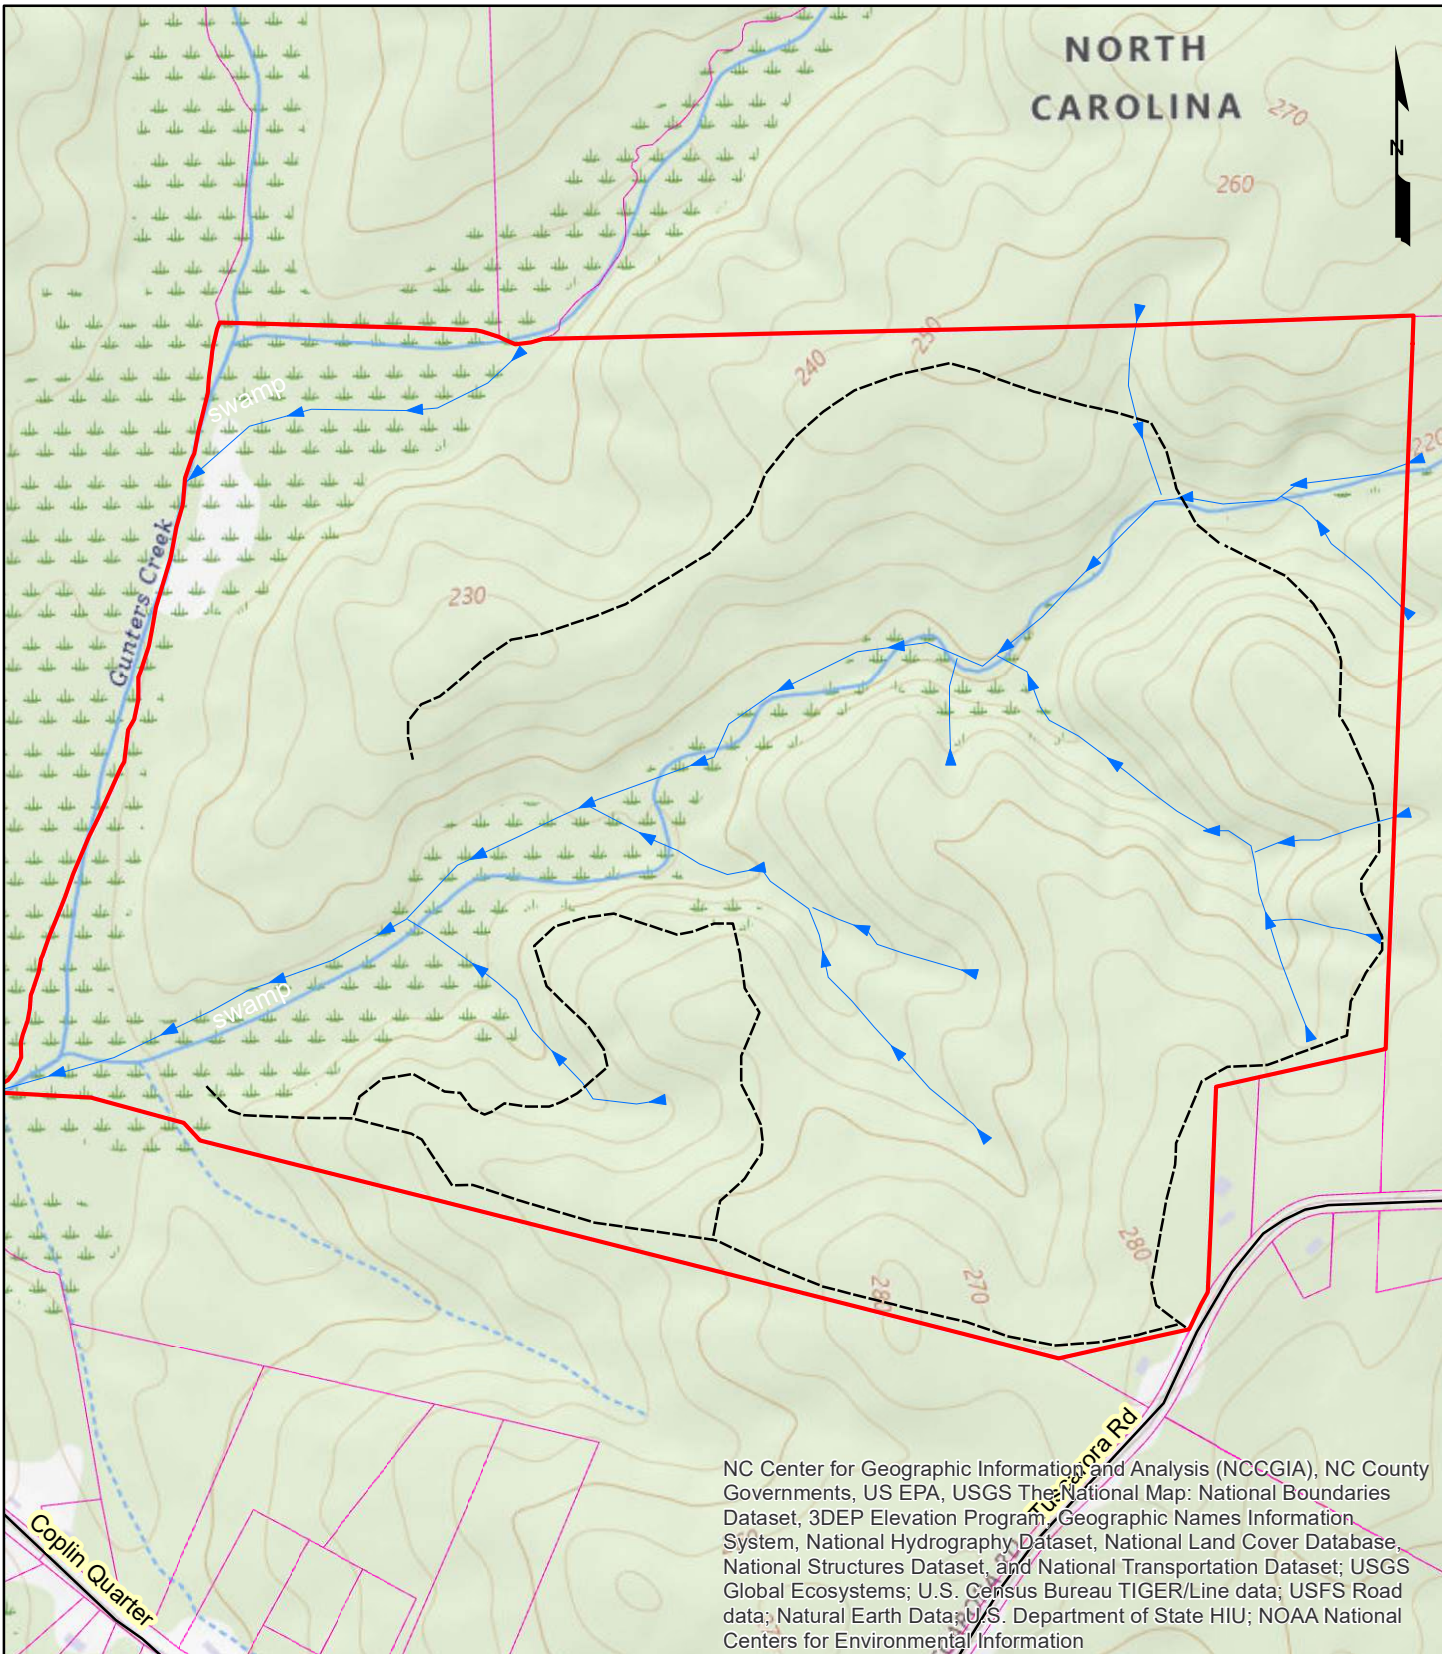 NORTH
CAROLINA
270
N
260
250
240
swamp
220
Gunters Creek
230
swamp
280
280
270
Tuscarora Rd
Coplin Quarter
NC Center for Geographic Information and Analysis (NCCGIA), NC County
Governments, US EPA, USGS The National Map: National Boundaries
Dataset, 3DEP Elevation Program, Geographic Names Information
System, National Hydrography Dataset, National Land Cover Database,
National Structures Dataset, and National Transportation Dataset; USGS
Global Ecosystems; U.S. Census Bureau TIGER/Line data; USFS Road
data; Natural Earth Data; U.S. Department of State HIU; NOAA National
Centers for Environmental Information